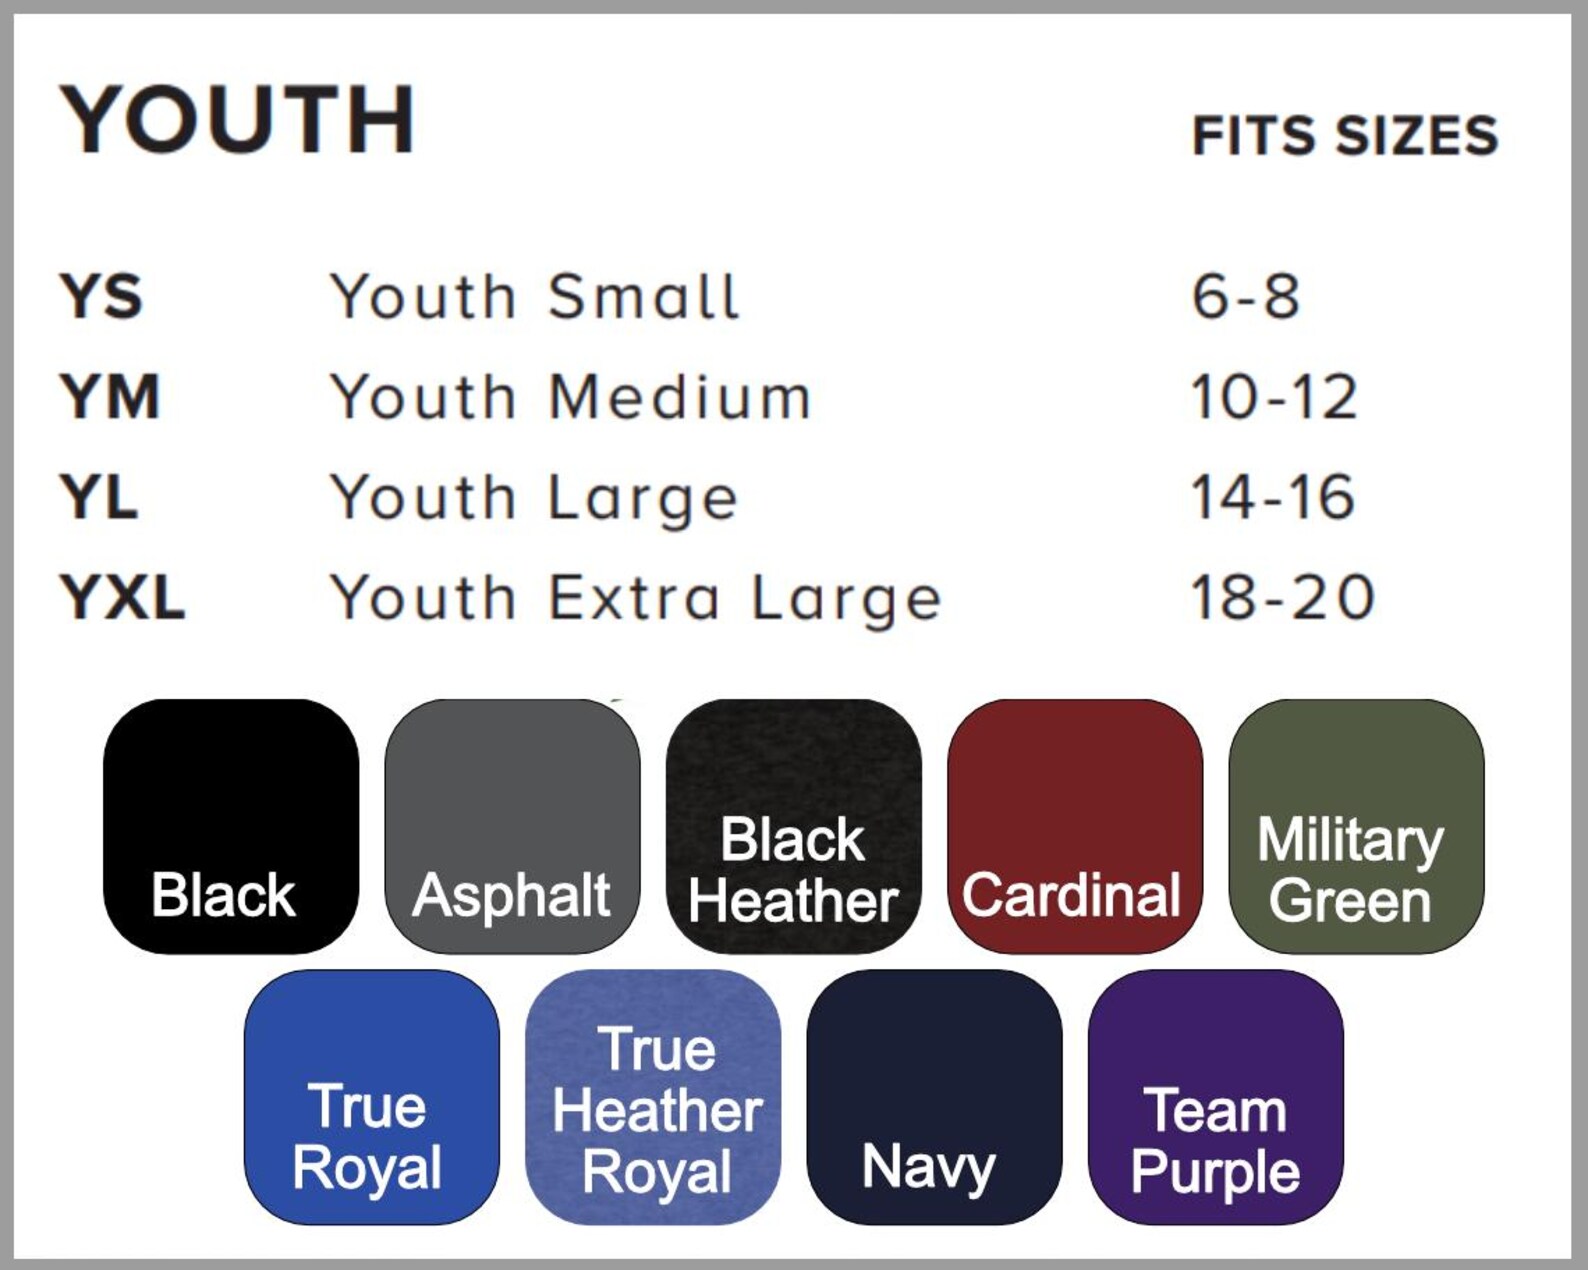 YOUTH FITS SIZES
YS Youth Small 6-8
YM Youth Medium 10-12
YL Youth Large 14-16
YXL Youth Extra Large 18-20
Black
Asphalt
Black
Heather
Cardinal
Military
Green
True
Royal
True
Heather
Royal
Navy
Team
Purple